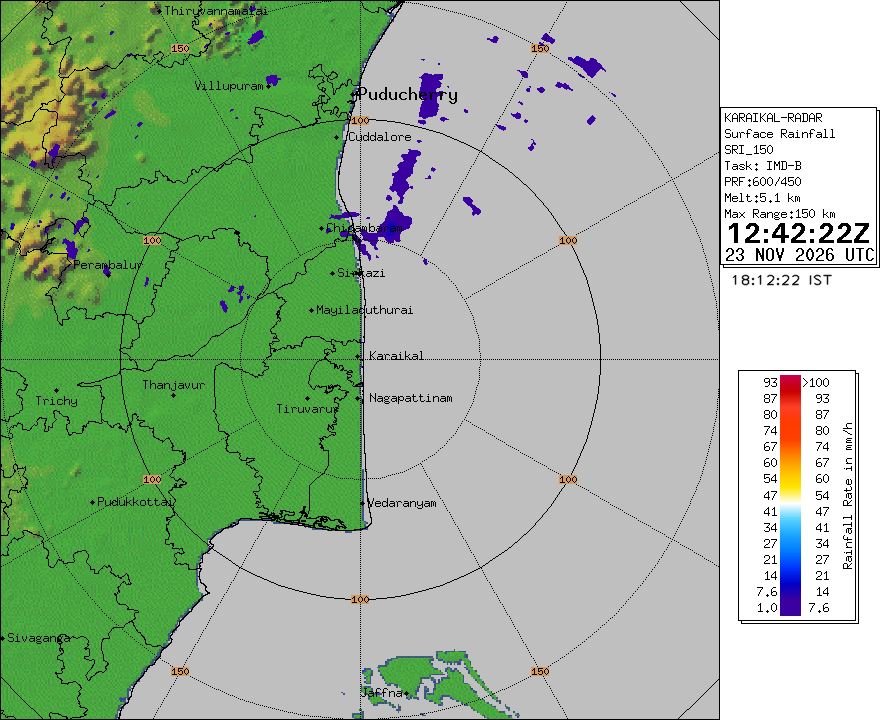 Thiruvannamalai
150
150
Villupuram
Puducherry
100
Cuddalore
Chidambaram
100
100
Perambalur
Sirkazi
Mayiladuthurai
Karaikal
Thanjavur
Trichy
Tiruvarur
Nagapattinam
100
100
Pudukkottai
Vedaranyam
100
Sivaganga
150
150
Jaffna
KARAIKAL-RADAR
Surface Rainfall
SRI_150
Task: IMD-B
PRF:600/450
Melt:5.1 km
Max Range:150 km
12:42:22Z
23 NOV 2026 UTC
18:12:22 IST
93 >100
87 93
80 87
74 80
67 74
60 67
54 60
47 54
41 47
34 41
27 34
21 27
14 21
7.6 14
1.0 7.6
Rainfall Rate in mm/h